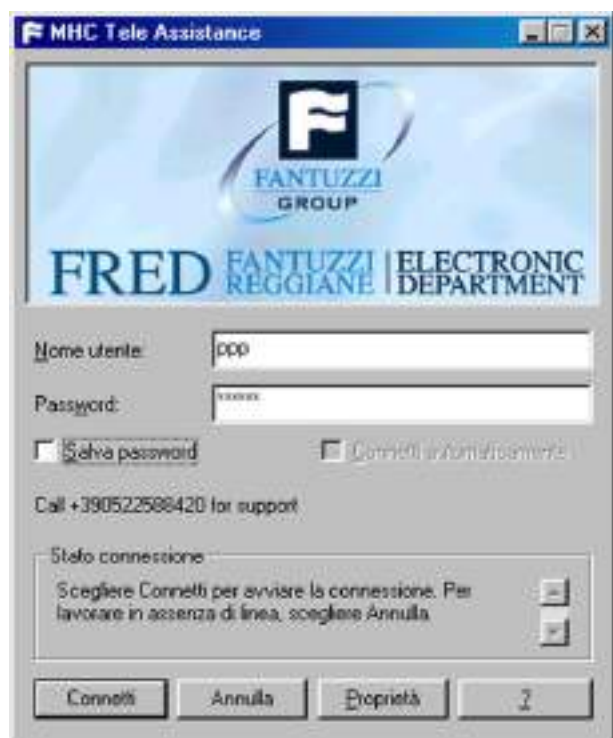 MHC Tele Assistance
FANTUZZI
GROUP
FRED FANTUZZI REGGIANE ELECTRONIC DEPARTMENT
Nome utente: ppp
Password: ******
Salva password Connetti automaticamente
Call +390522588420 for support
Stato connessione
Scegliere Connetti per avviare la connessione. Per
lavorare in assenza di linea, scegliere Annulla.
Connetti Annulla Proprietà ?